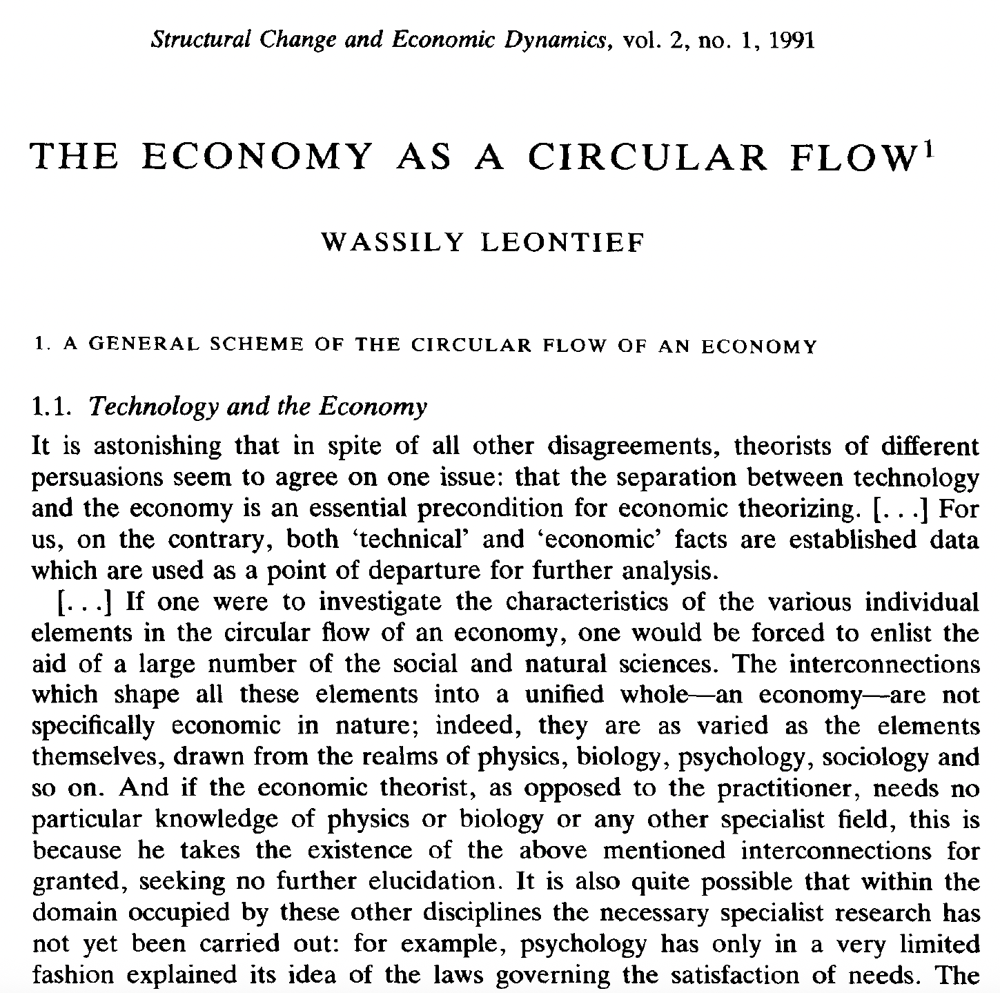 Structural Change and Economic Dynamics, vol. 2, no. 1, 1991
THE ECONOMY AS A CIRCULAR FLOW¹
WASSILY LEONTIEF
1. A GENERAL SCHEME OF THE CIRCULAR FLOW OF AN ECONOMY
1.1. Technology and the Economy
It is astonishing that in spite of all other disagreements, theorists of different
persuasions seem to agree on one issue: that the separation between technology
and the economy is an essential precondition for economic theorizing. [. . .] For
us, on the contrary, both ‘technical’ and ‘economic’ facts are established data
which are used as a point of departure for further analysis.
[. . .] If one were to investigate the characteristics of the various individual
elements in the circular flow of an economy, one would be forced to enlist the
aid of a large number of the social and natural sciences. The interconnections
which shape all these elements into a unified whole—an economy—are not
specifically economic in nature; indeed, they are as varied as the elements
themselves, drawn from the realms of physics, biology, psychology, sociology and
so on. And if the economic theorist, as opposed to the practitioner, needs no
particular knowledge of physics or biology or any other specialist field, this is
because he takes the existence of the above mentioned interconnections for
granted, seeking no further elucidation. It is also quite possible that within the
domain occupied by these other disciplines the necessary specialist research has
not yet been carried out: for example, psychology has only in a very limited
fashion explained its idea of the laws governing the satisfaction of needs. The